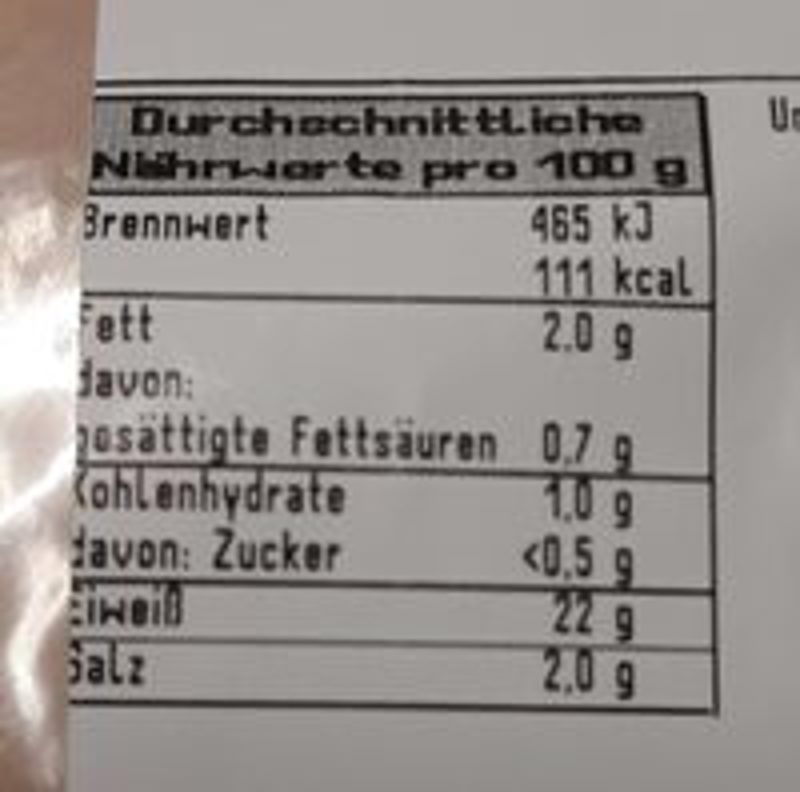 Durchschnittliche
Nährwerte pro 100 g
Brennwert 465 kJ
111 kcal
Fett 2.0 g
davon:
gesättigte Fettsäuren 0,7 g
Kohlenhydrate 1,0 g
davon: Zucker <0,5 g
Eiweiß 22 g
Salz 2,0 g